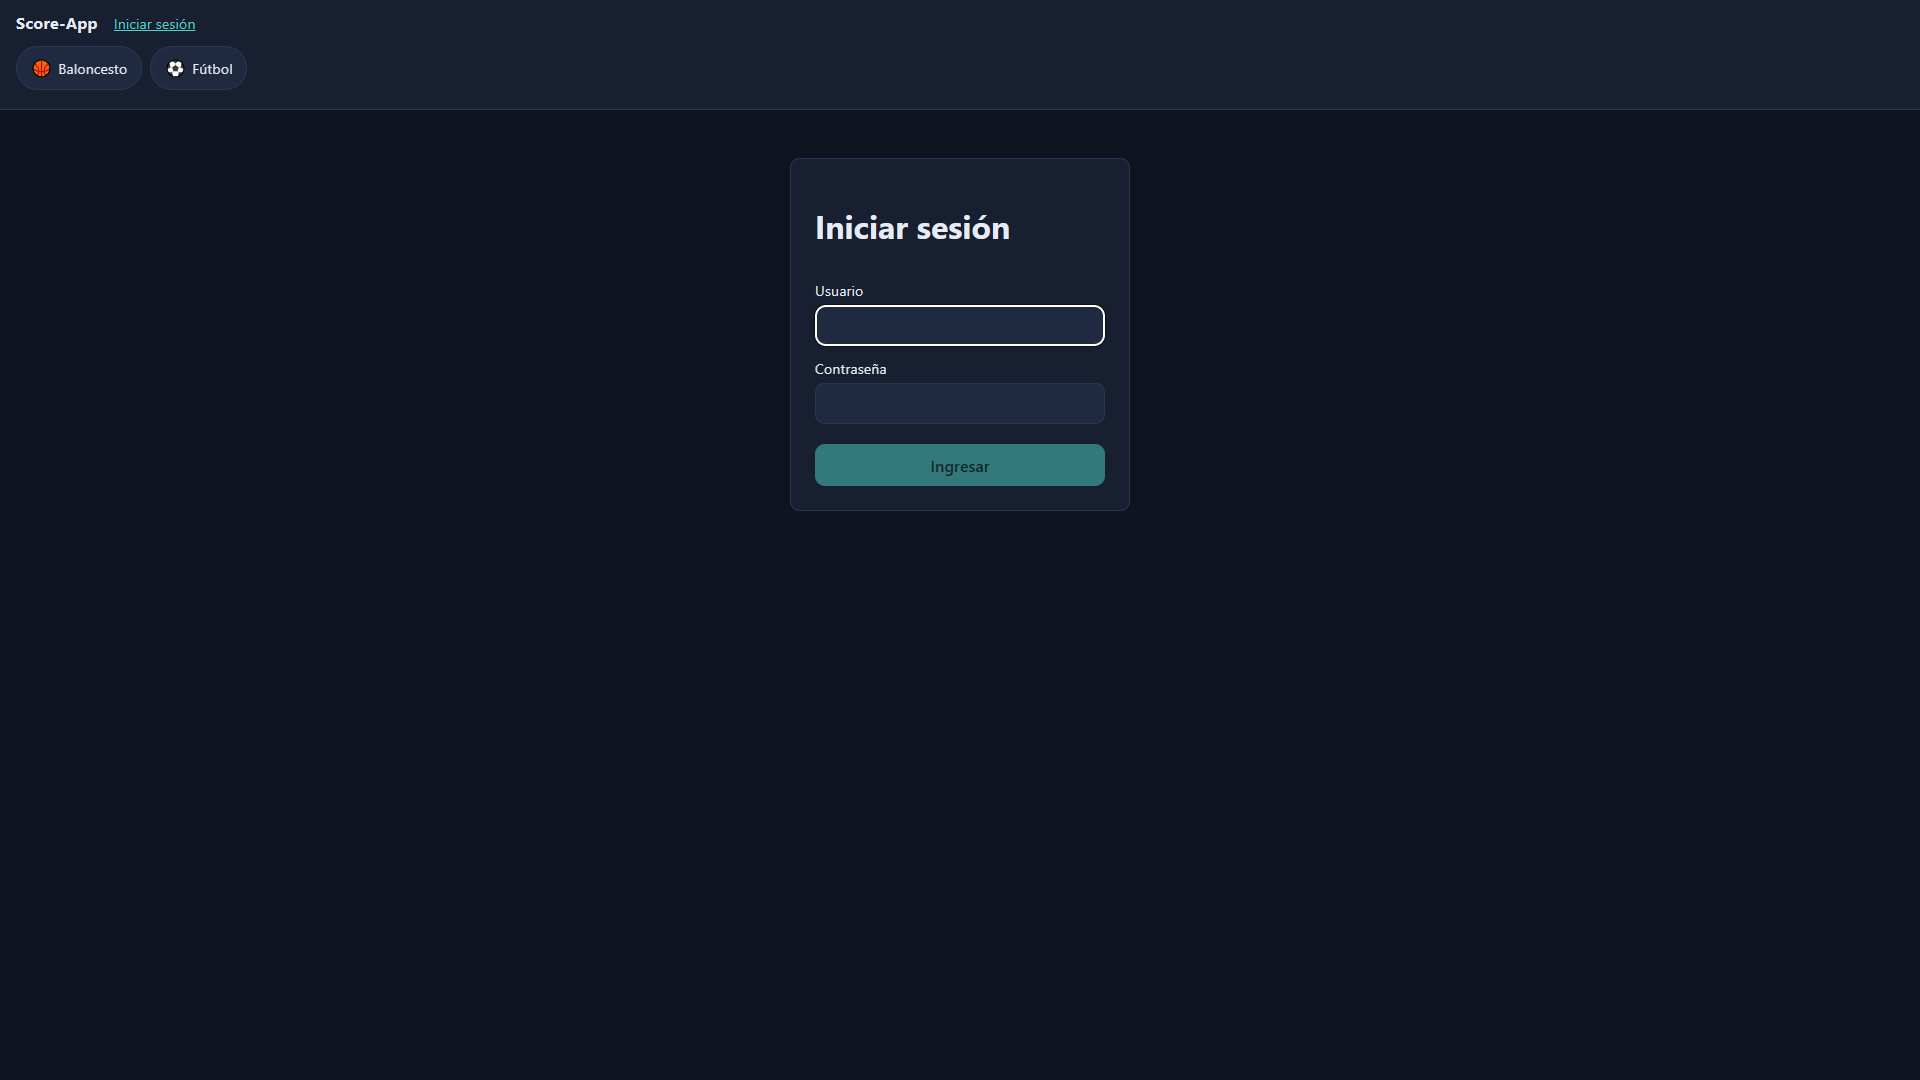 Score-App Iniciar sesión
Baloncesto Fútbol
Iniciar sesión
Usuario
Contraseña
Ingresar